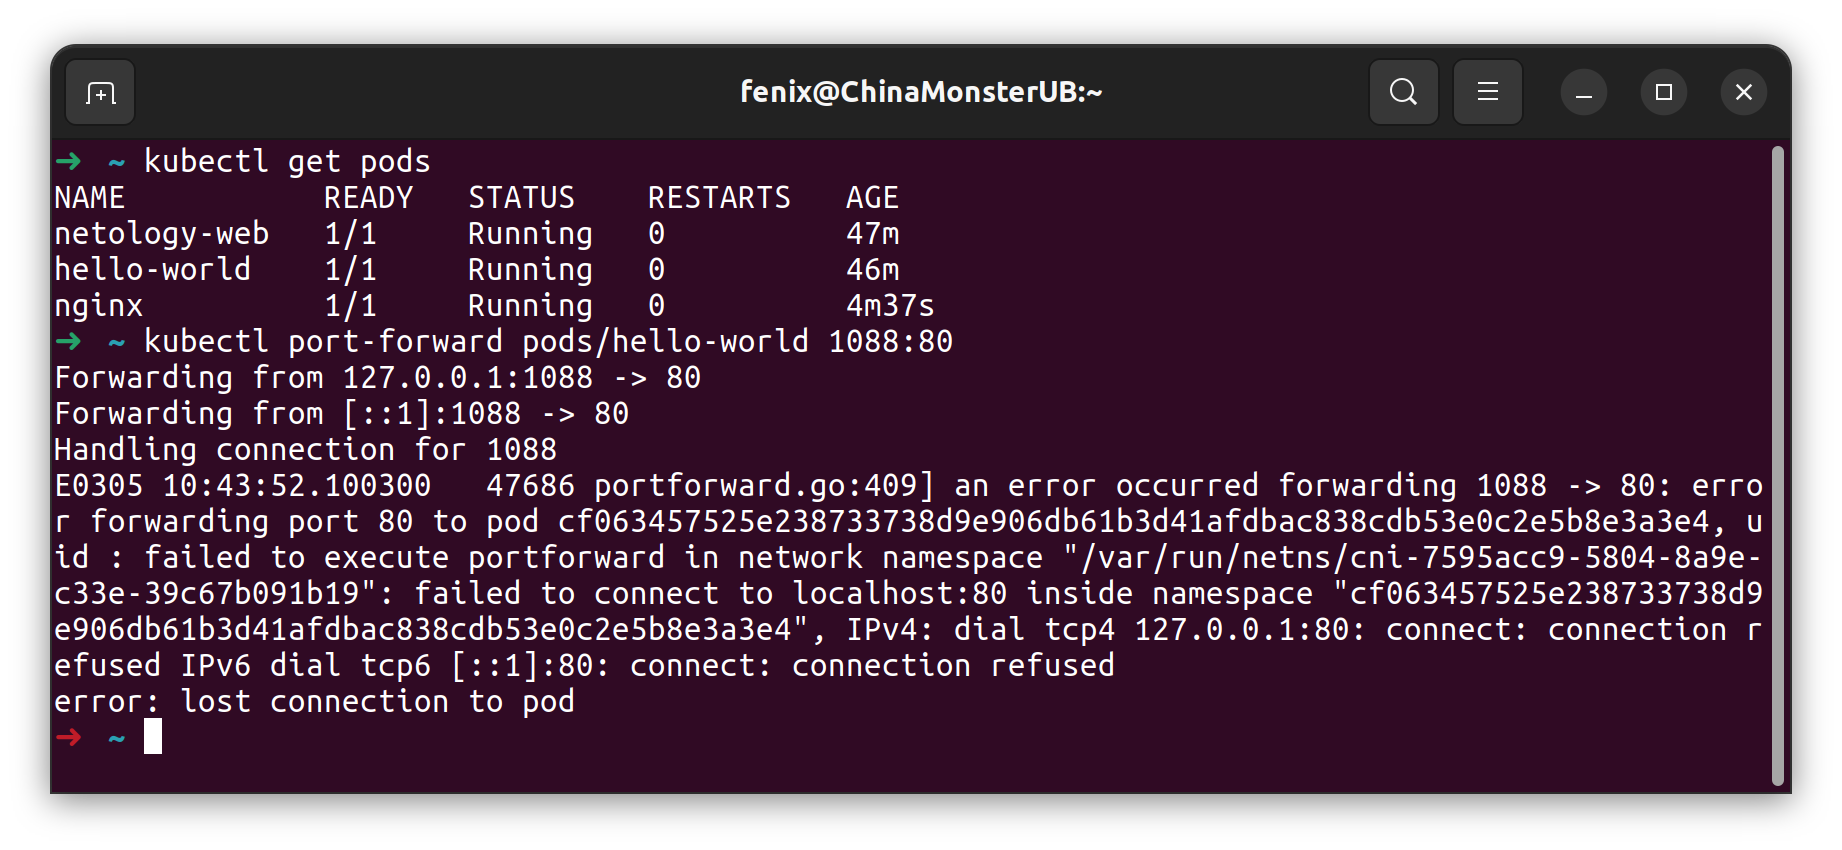 fenix@ChinaMonsterUB:~
➜ ~ kubectl get pods
NAME READY STATUS RESTARTS AGE
netology-web 1/1 Running 0 47m
hello-world 1/1 Running 0 46m
nginx 1/1 Running 0 4m37s
➜ ~ kubectl port-forward pods/hello-world 1088:80
Forwarding from 127.0.0.1:1088 -> 80
Forwarding from [::1]:1088 -> 80
Handling connection for 1088
E0305 10:43:52.100300 47686 portforward.go:409] an error occurred forwarding 1088 -> 80: erro
r forwarding port 80 to pod cf063457525e238733738d9e906db61b3d41afdbac838cdb53e0c2e5b8e3a3e4, u
id : failed to execute portforward in network namespace "/var/run/netns/cni-7595acc9-5804-8a9e-
c33e-39c67b091b19": failed to connect to localhost:80 inside namespace "cf063457525e238733738d9
e906db61b3d41afdbac838cdb53e0c2e5b8e3a3e4", IPv4: dial tcp4 127.0.0.1:80: connect: connection r
efused IPv6 dial tcp6 [::1]:80: connect: connection refused
error: lost connection to pod
➜ ~